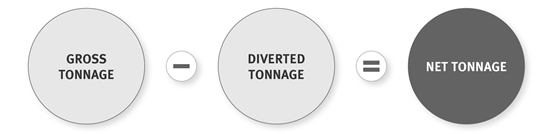 GROSS
TONNAGE
−
DIVERTED
TONNAGE
=
NET TONNAGE